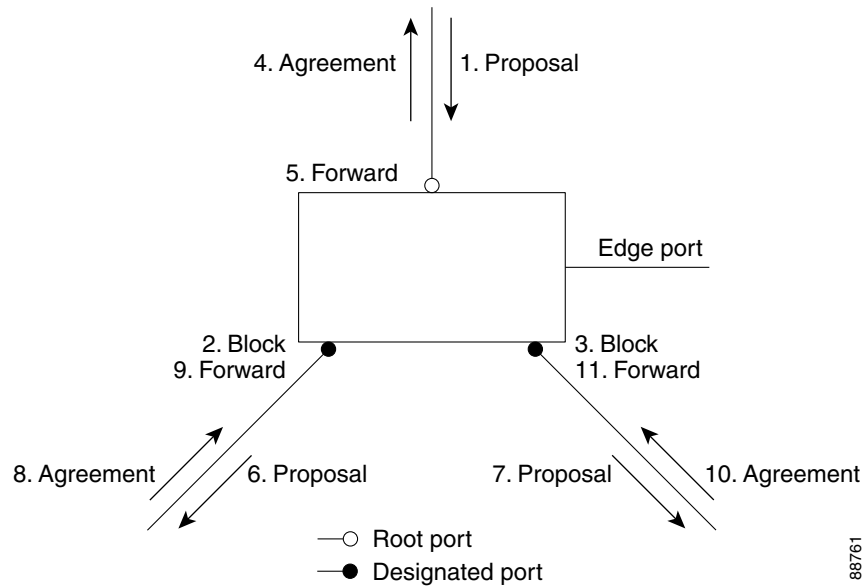 4. Agreement
1. Proposal
5. Forward
Edge port
2. Block
9. Forward
3. Block
11. Forward
8. Agreement
6. Proposal
7. Proposal
10. Agreement
Root port
Designated port
88761